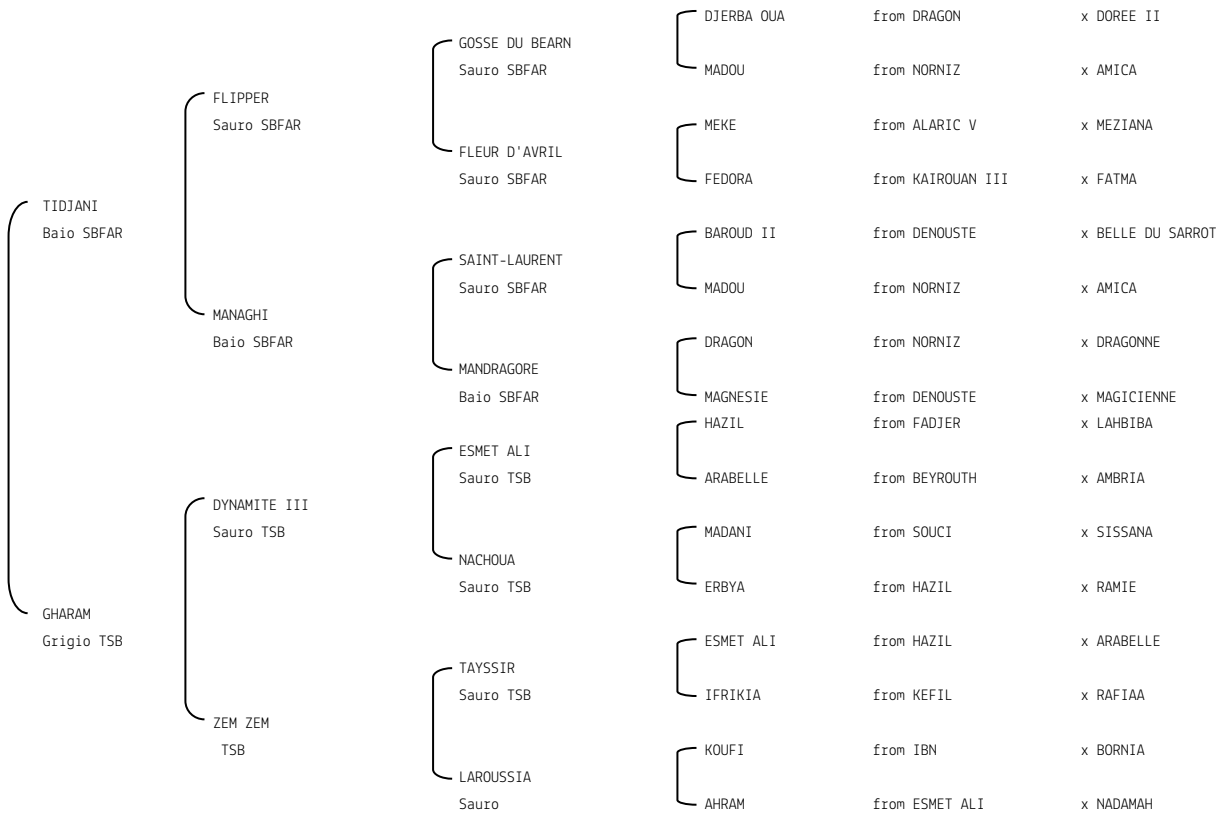 DJERBA OUA from DRAGON x DOREE II
GOSSE DU BEARN
Sauro SBFAR
MADOU from NORNIZ x AMICA
FLIPPER
Sauro SBFAR
MEKE from ALARIC V x MEZIANA
FLEUR D'AVRIL
Sauro SBFAR
FEDORA from KAIROUAN III x FATMA
TIDJANI
Baio SBFAR
BAROUD II from DENOUSTE x BELLE DU SARROT
SAINT-LAURENT
Sauro SBFAR
MADOU from NORNIZ x AMICA
MANAGHI
Baio SBFAR
DRAGON from NORNIZ x DRAGONNE
MANDRAGORE
Baio SBFAR
MAGNESIE from DENOUSTE x MAGICIENNE
HAZIL from FADJER x LAHBIBA
ESMET ALI
Sauro TSB
ARABELLE from BEYROUTH x AMBRIA
DYNAMITE III
Sauro TSB
MADANI from SOUCI x SISSANA
NACHOUA
Sauro TSB
ERBYA from HAZIL x RAMIE
GHARAM
Grigio TSB
ESMET ALI from HAZIL x ARABELLE
TAYSSIR
Sauro TSB
IFRIKIA from KEFIL x RAFIAA
ZEM ZEM
TSB
KOUFI from IBN x BORNIA
LAROUSSIA
Sauro
AHRAM from ESMET ALI x NADAMAH